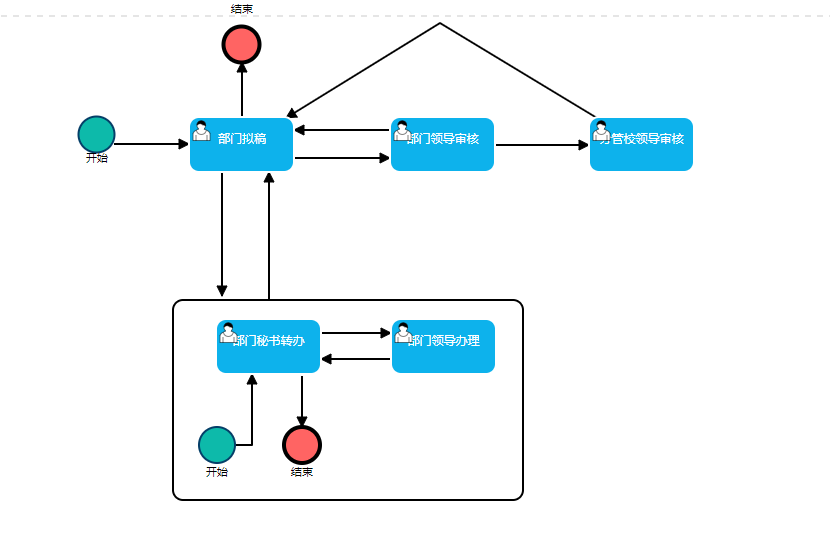 结束
部门拟稿
部门领导审核
分管校领导审核
开始
部门秘书转办
部门领导办理
开始
结束